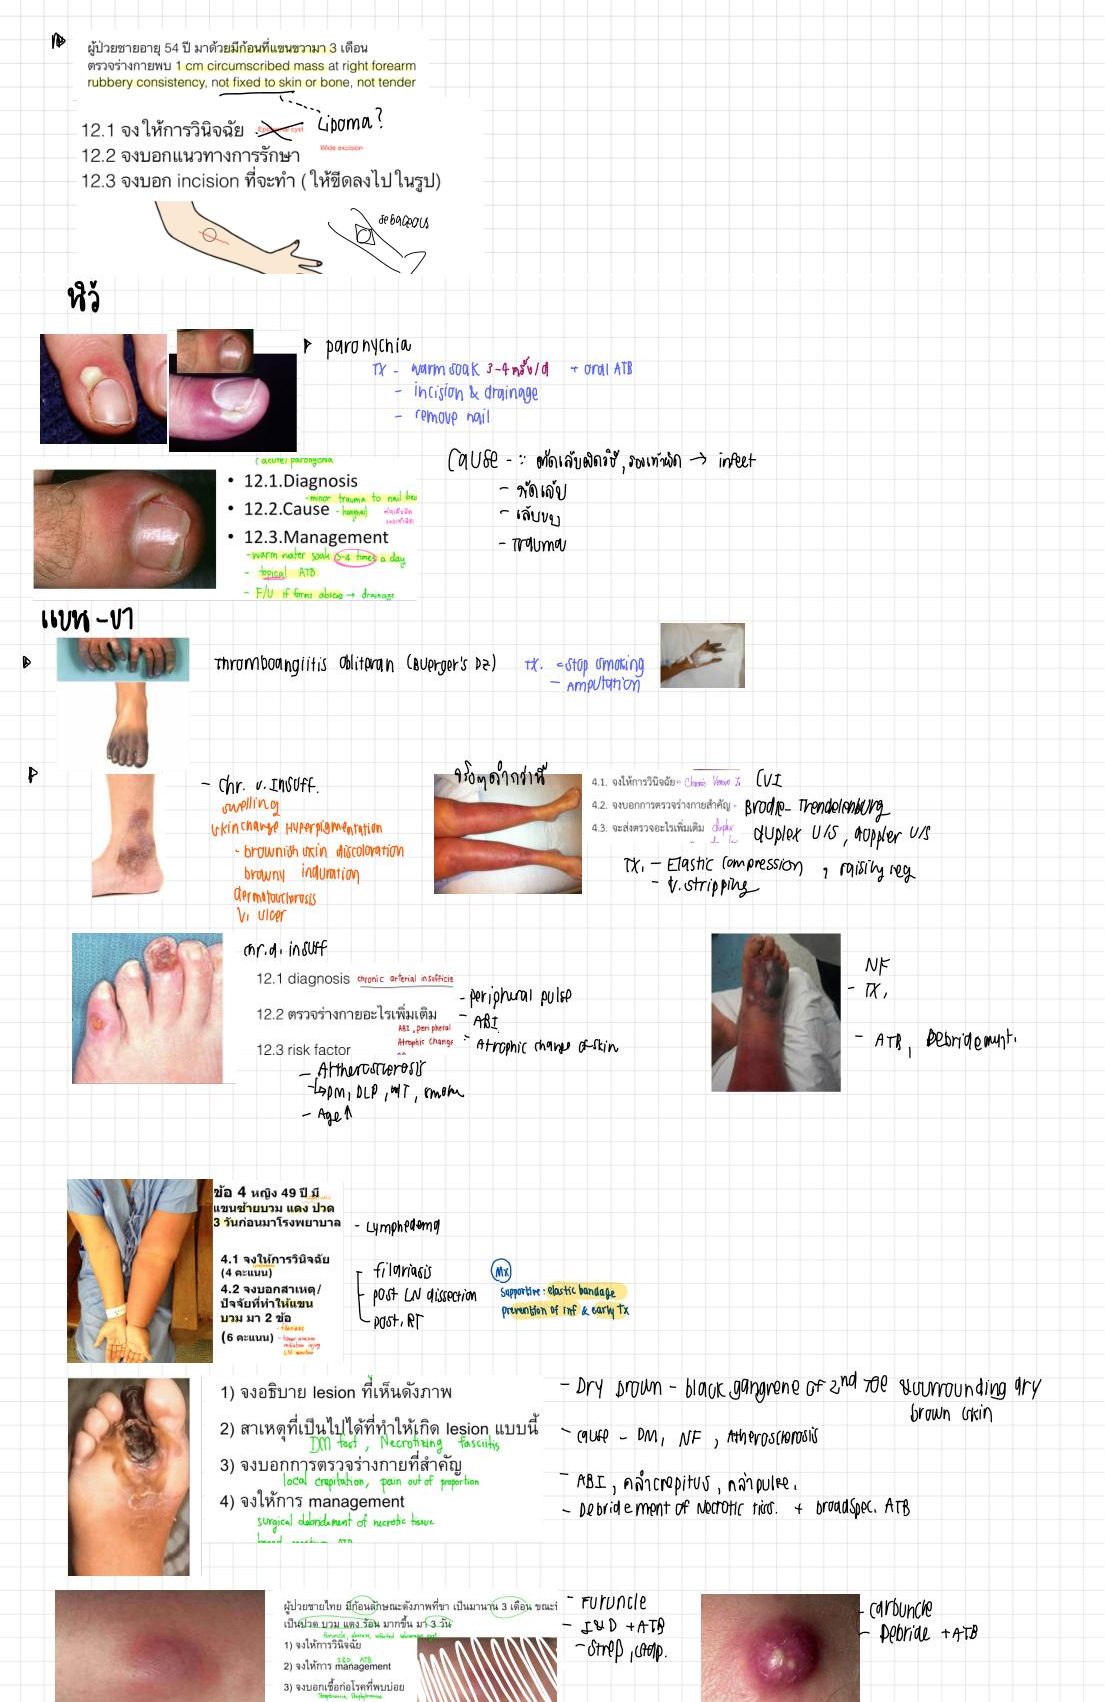 ผู้ป่วยชายอายุ 54 ปี มาด้วยมีก้อนที่แขนขวามา 3 เดือน
ตรวจร่างกายพบ 1 cm circumscribed mass at right forearm
rubbery consistency, not fixed to skin or bone, not tender
12.1 จงให้การวินิจฉัย cyst Lipoma?
12.2 จงบอกแนวทางการรักษา Wide excision
12.3 จงบอก incision ที่จะทำ ( ให้ขีดลงไปในรูป)
sebaceous
paronychia
TX - warm soak 3-4 ครั้ง/d + oral ATB
- incision & drainage
- remove nail
(acute) paronychia
• 12.1.Diagnosis
- minor trauma to nail bed
• 12.2.Cause - hangnail
• 12.3.Management
- warm water soak 3-4 times a day
- topical ATB
- F/U if forms abscess → drainage
cause - ∵ ตัดเล็บผิดวิธี, → infect
- กัดเล็บ
- เล็บขบ
- Trauma
แขน - ขา
Thromboangiitis obliteran (Buerger's Dz)
TX. - stop smoking
- Amputation
- chr. v. Insuff.
swelling
skin change Hyperpigmentation
- brownish skin discoloration
browny induration
dermatosclerosis
V. ulcer
จริงๆดำกว่านี้
4.1. จงให้การวินิจฉัย - CVI
4.2. จงบอกการตรวจร่างกายสำคัญ - Brodie - Trendelenburg
4.3. จะส่งตรวจอะไรเพิ่มเติม duplex U/S, doppler U/S
TX. - Elastic compression, raising leg
- V. stripping
chr. a. insuff
12.1 diagnosis chronic arterial insufficie
12.2 ตรวจร่างกายอะไรเพิ่มเติม
ABI, peripheral
Atrophic change
- peripheral pulse
- ABI
- Atrophic change of skin
12.3 risk factor
- Atherosclerosis
↳ DM, DLP, HT, smoke
- Age ↑
NF
- TX.
- ATB, Debridement.
ข้อ 4 หญิง 49 ปี มี
แขนซ้ายบวม แดง ปวด
3 วันก่อนมาโรงพยาบาล
4.1 จงให้การวินิจฉัย
(4 คะแนน)
4.2 จงบอกสาเหตุ/
ปัจจัยที่ทำให้แขน
บวม มา 2 ข้อ
(6 คะแนน)
- Lymphedema
- filariasis
- post LN dissection
- post. RT
Mx
Supportive: elastic bandage
prevention of inf & early Tx
1) จงอธิบาย lesion ที่เห็นดังภาพ
2) สาเหตุที่เป็นไปได้ที่ทำให้เกิด lesion แบบนี้
DM foot, Necrotizing fasciitis
3) จงบอกการตรวจร่างกายที่สำคัญ
local crepitation, pain out of proportion
4) จงให้การ management
surgical debridement of necrotic tissue
- Dry brown - black gangrene of 2nd Toe surrounding dry
brown skin
- cause - DM, NF, Atherosclerosis
- ABI, คลำcrepitus, คลำpulse.
- Debridement of Necrotic tiss. + broad spec. ATB
ผู้ป่วยชายไทย มีก้อนลักษณะดังภาพที่ขา เป็นมานาน 3 เดือน
เป็นปวด บวม แดง ร้อน มากขึ้น มา 3 วัน
1) จงให้การวินิจฉัย
I&D ATB
2) จงให้การ management
3) จงบอกเชื้อก่อโรคที่พบบ่อย
- Furuncle
- I&D + ATB
- Strep, staph.
- carbuncle
- Debride + ATB